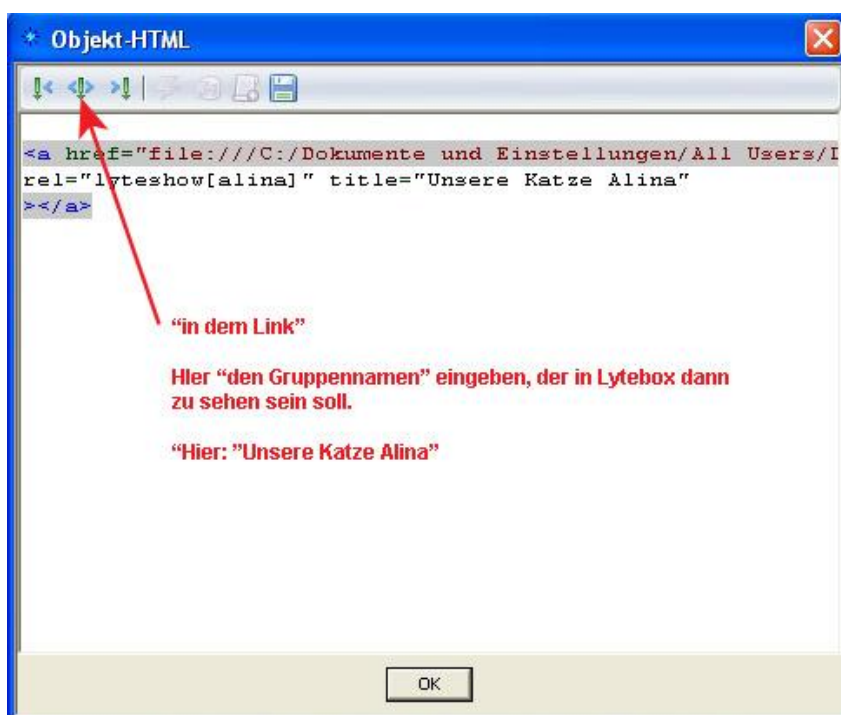 Objekt-HTML
<a href="file:///C:/Dokumente und Einstellungen/All Users/
rel="lyteshow[alina]" title="Unsere Katze Alina"
></a>
“in dem Link”
HIer “den Gruppennamen” eingeben, der in Lytebox dann
zu sehen sein soll.
“Hier: ”Unsere Katze Alina”
OK